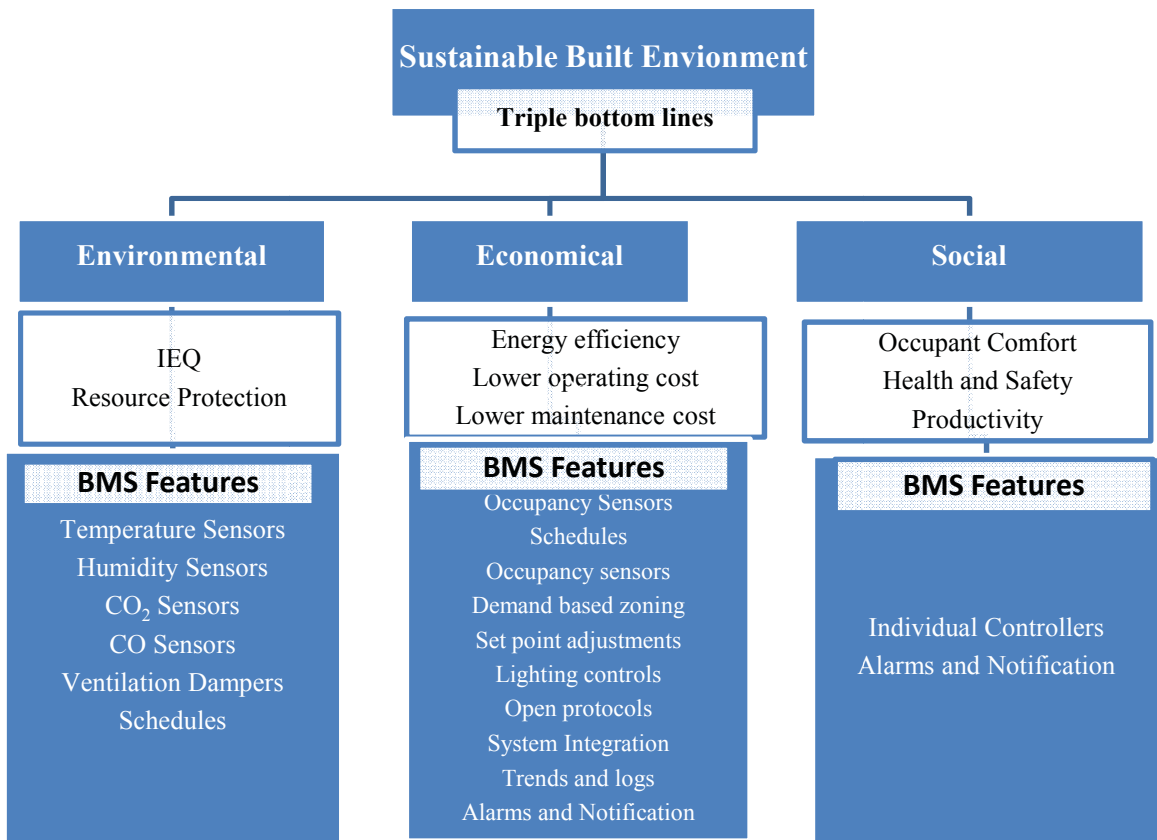 Sustainable Built Envionment
Triple bottom lines
Environmental
IEQ
Resource Protection
BMS Features
Temperature Sensors
Humidity Sensors
CO₂ Sensors
CO Sensors
Ventilation Dampers
Schedules
Economical
Energy efficiency
Lower operating cost
Lower maintenance cost
BMS Features
Occupancy Sensors
Schedules
Occupancy sensors
Demand based zoning
Set point adjustments
Lighting controls
Open protocols
System Integration
Trends and logs
Alarms and Notification
Social
Occupant Comfort
Health and Safety
Productivity
BMS Features
Individual Controllers
Alarms and Notification